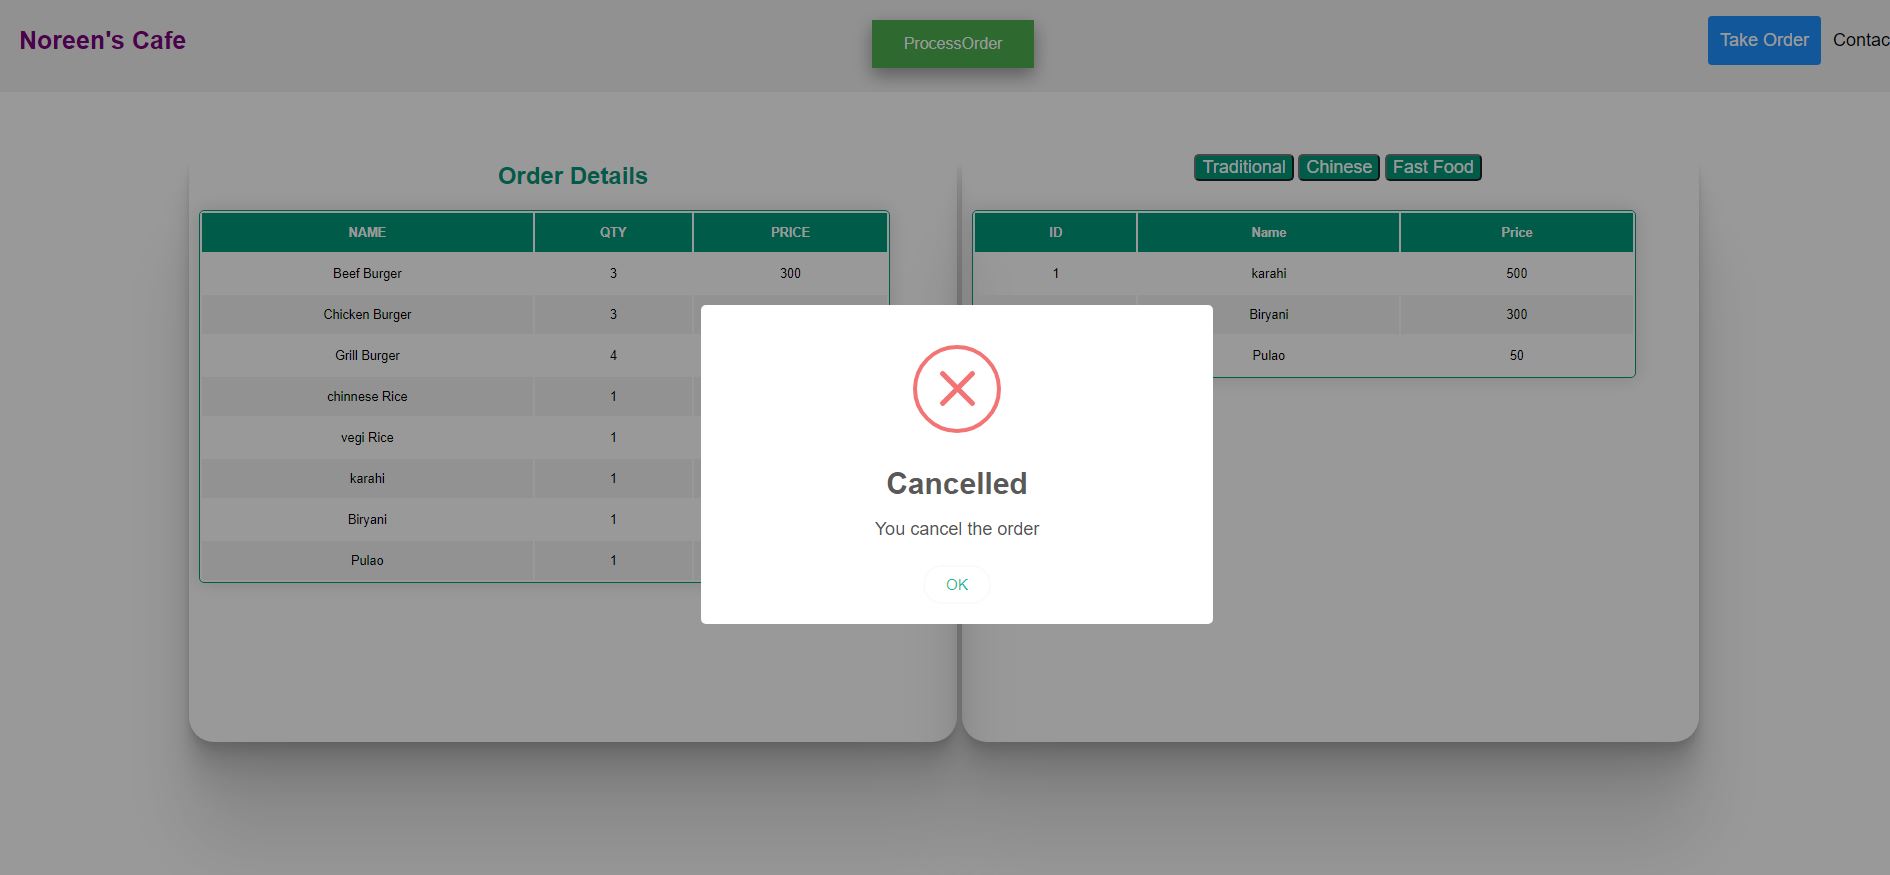 Noreen's Cafe
ProcessOrder
Take Order Contac
Order Details
NAME QTY PRICE
Beef Burger 3 300
Chicken Burger 3
Grill Burger 4
chinnese Rice 1
vegi Rice 1
karahi 1
Biryani 1
Pulao 1
Traditional Chinese Fast Food
ID Name Price
1 karahi 500
Biryani 300
Pulao 50
Cancelled
You cancel the order
OK